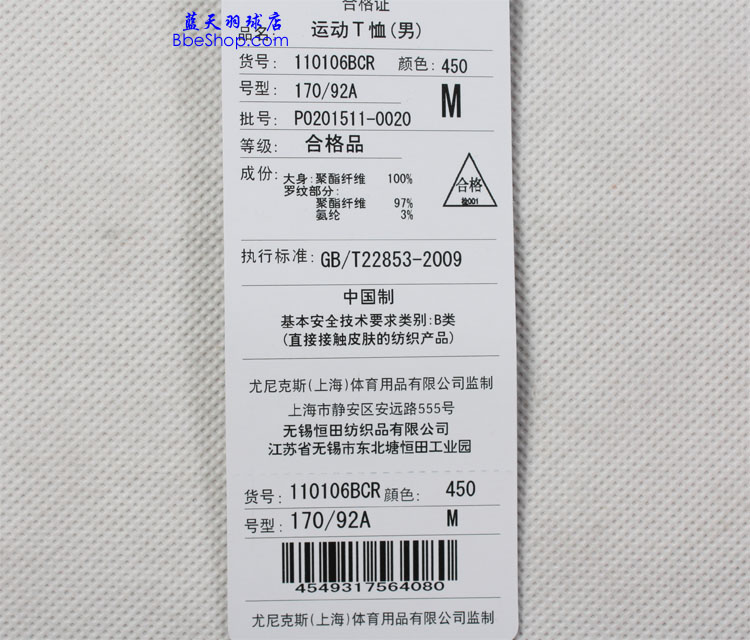 合格证
蓝天羽球店
BbeShop.com
品名:
运动T恤(男)
货号: 110106BCR 颜色: 450
号型: 170/92A M
批号: PO201511-0020
等级: 合格品
成份: 大身:聚酯纤维 100%
罗纹部分:
聚酯纤维 97%
氨纶 3%
合格
检001
执行标准: GB/T22853-2009
中国制
基本安全技术要求类别:B类
(直接接触皮肤的纺织产品)
尤尼克斯(上海)体育用品有限公司监制
上海市静安区安远路555号
无锡恒田纺织品有限公司
江苏省无锡市东北塘恒田工业园
货号: 110106BCR 顏色: 450
号型: 170/92A M
4549317564080
尤尼克斯(上海)体育用品有限公司监制